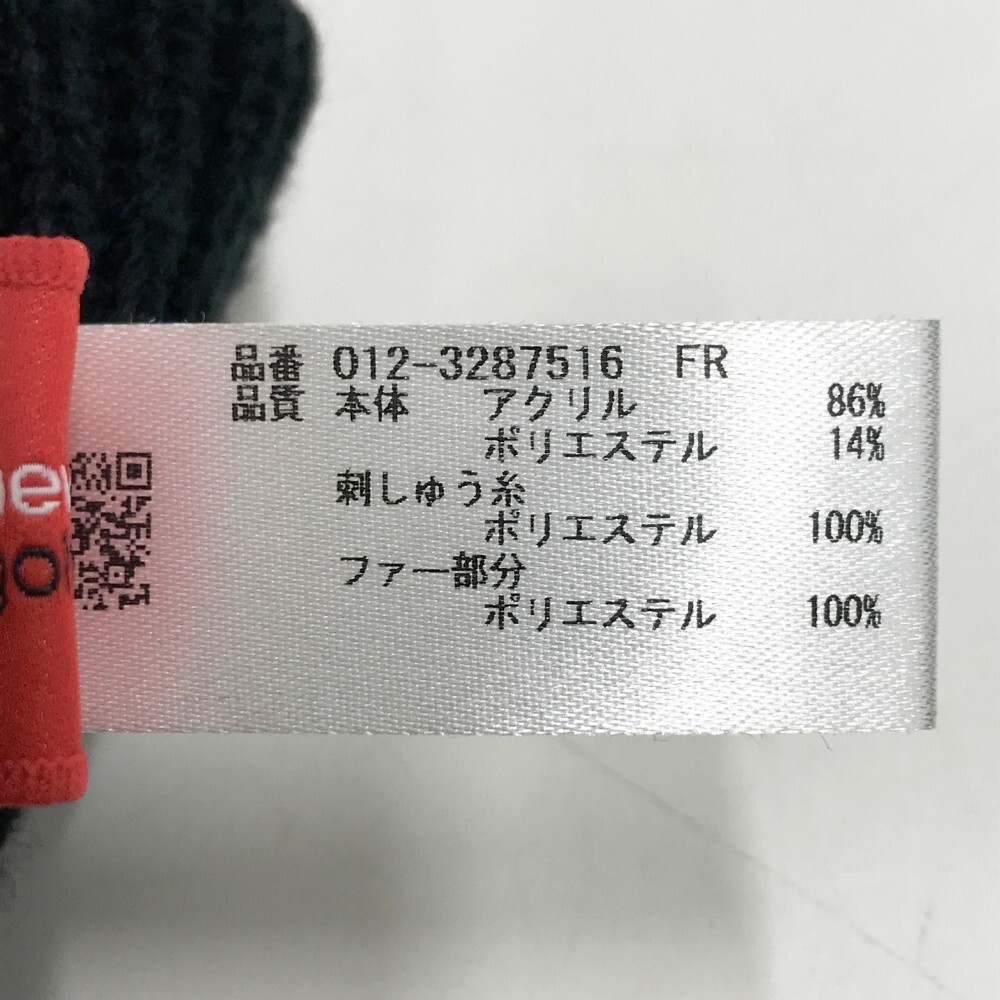 品番 012-3287516 FR
品質 本体 アクリル 86%
ポリエステル 14%
刺しゅう糸
ポリエステル 100%
ファー部分
ポリエステル 100%